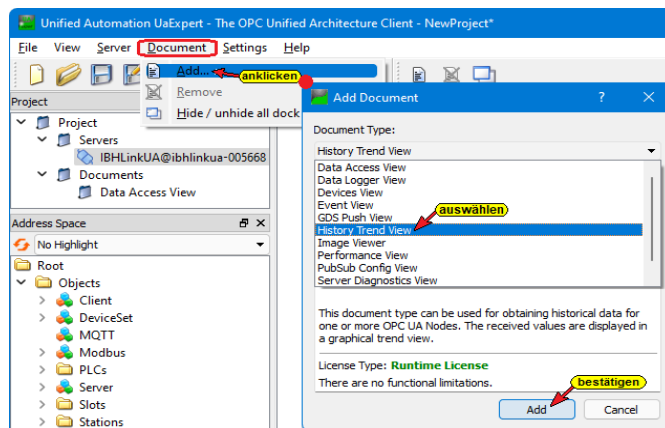 Unified Automation UaExpert - The OPC Unified Architecture Client - NewProject*
File View Server Document Settings Help
Add...
anklicken
Remove
Hide / unhide all dock
Project
Project
Servers
IBHLinkUA@ibhlinkua-005668
Documents
Data Access View
Address Space
No Highlight
Root
Objects
Client
DeviceSet
MQTT
Modbus
PLCs
Server
Slots
Stations
Add Document
Document Type:
History Trend View
Data Access View
Data Logger View
Devices View
Event View
GDS Push View
auswählen
History Trend View
Image Viewer
Performance View
PubSub Config View
Server Diagnostics View
This document type can be used for obtaining historical data for
one or more OPC UA Nodes. The received values are displayed in
a graphical trend view.
License Type: Runtime License
There are no functional limitations.
bestätigen
Add Cancel